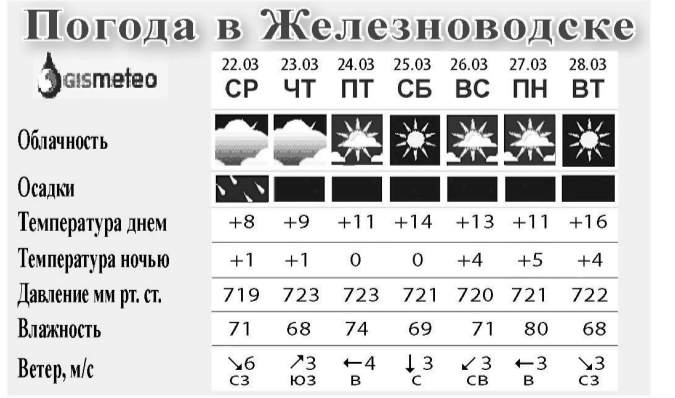 Погода в Железноводске
GISMETEO
22.03 23.03 24.03 25.03 26.03 27.03 28.03
СР ЧТ ПТ СБ ВС ПН ВТ
Облачность
Осадки
Температура днем +8 +9 +11 +14 +13 +11 +16
Температура ночью +1 +1 0 0 +4 +5 +4
Давление мм рт. ст. 719 723 723 721 720 721 722
Влажность 71 68 74 69 71 80 68
Ветер, м/с ↘6 ↗3 ←4 ↓3 ↙3 ←3 ↘3
СЗ ЮЗ В С СВ В СЗ